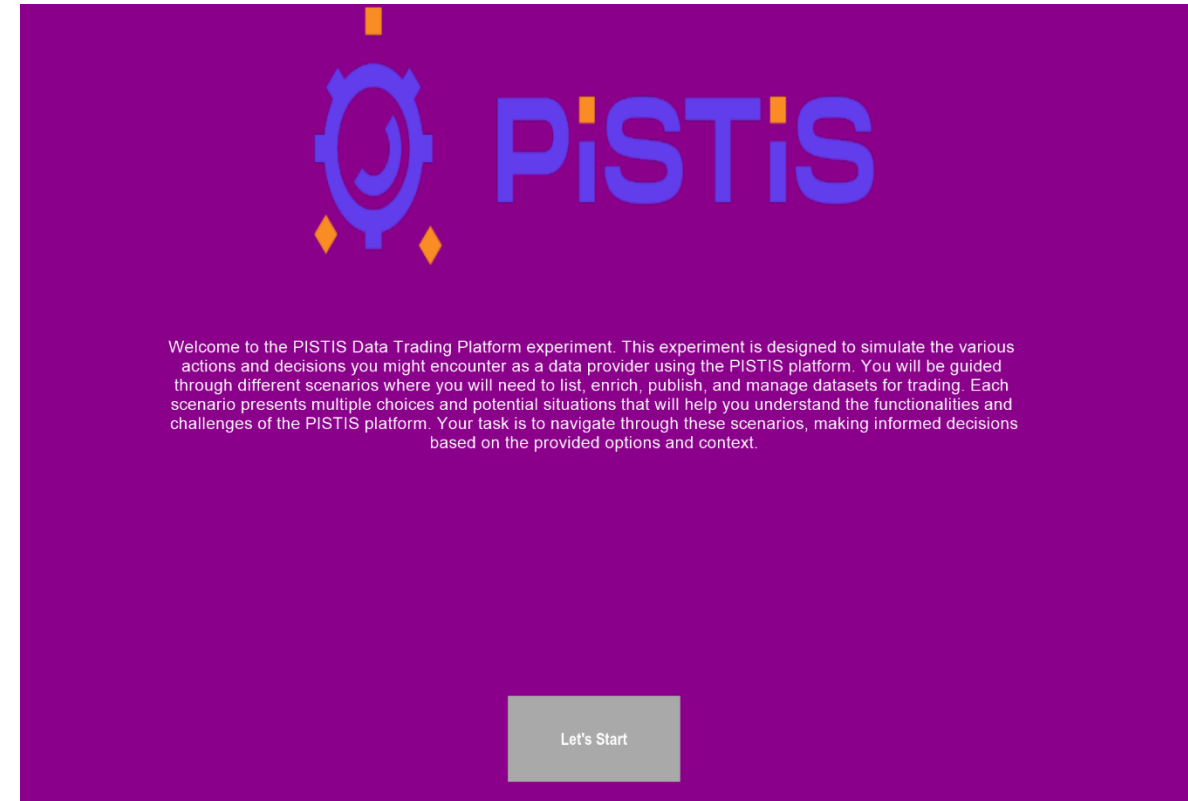 PiSTiS
Welcome to the PISTIS Data Trading Platform experiment. This experiment is designed to simulate the various
actions and decisions you might encounter as a data provider using the PISTIS platform. You will be guided
through different scenarios where you will need to list, enrich, publish, and manage datasets for trading. Each
scenario presents multiple choices and potential situations that will help you understand the functionalities and
challenges of the PISTIS platform. Your task is to navigate through these scenarios, making informed decisions
based on the provided options and context.
Let's Start